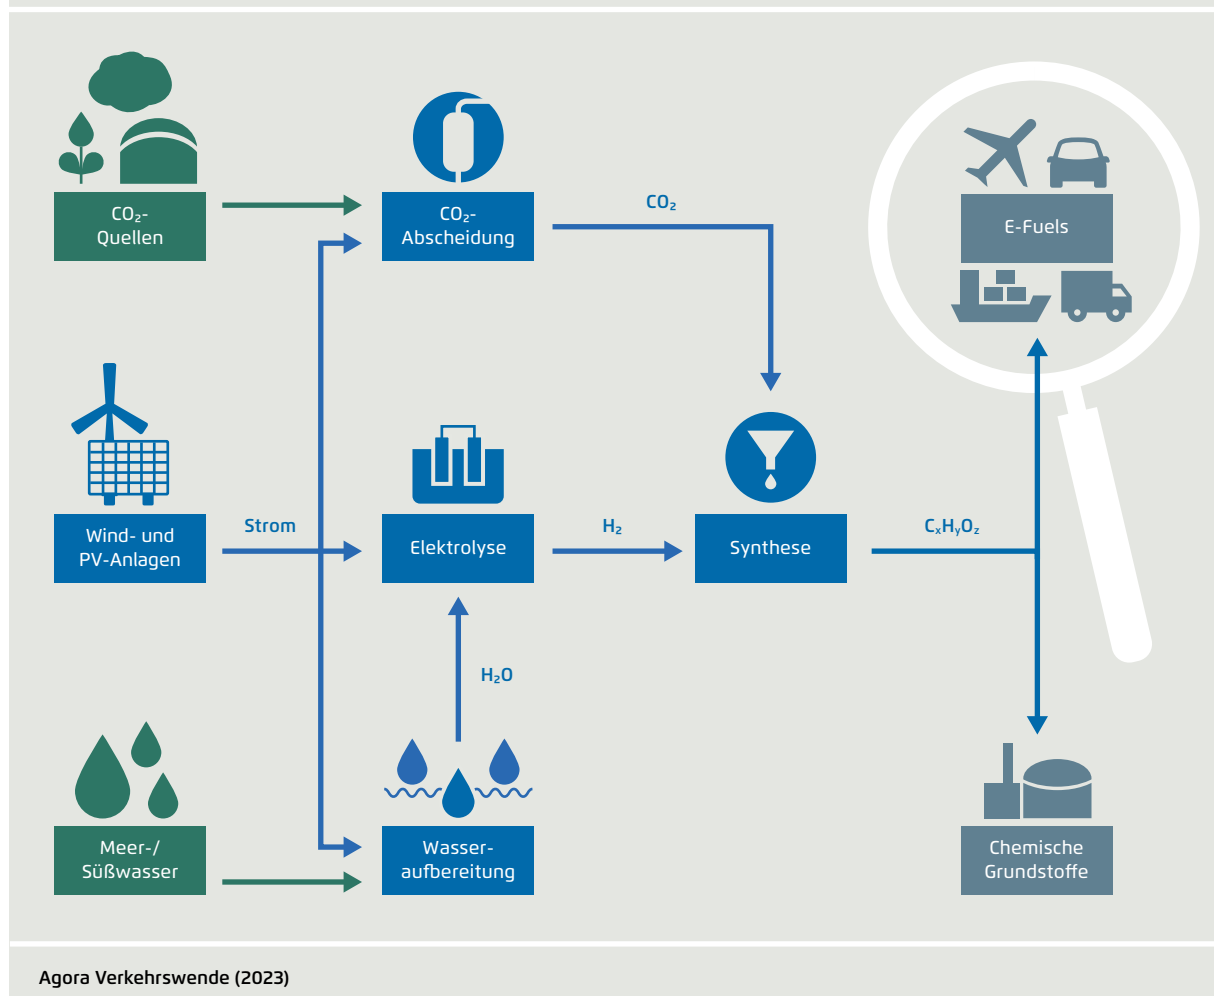 CO₂-
Quellen
CO₂-
Abscheidung
CO₂
E-Fuels
Wind- und
PV-Anlagen
Strom
Elektrolyse
H₂
Synthese
CₓHᵧO_z
H₂O
Meer-/
Süßwasser
Wasser-
aufbereitung
Chemische
Grundstoffe
Agora Verkehrswende (2023)